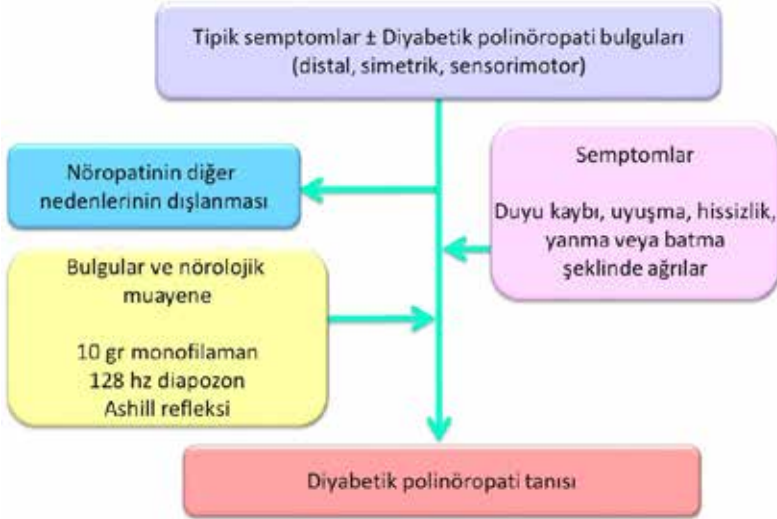 Tipik semptomlar ± Diyabetik polinöropati bulguları
(distal, simetrik, sensorimotor)
Nöropatinin diğer
nedenlerinin dışlanması
Semptomlar
Duyu kaybı, uyuşma, hissizlik,
yanma veya batma
şeklinde ağrılar
Bulgular ve nörolojik
muayene
10 gr monofilaman
128 hz diapozon
Ashill refleksi
Diyabetik polinöropati tanısı